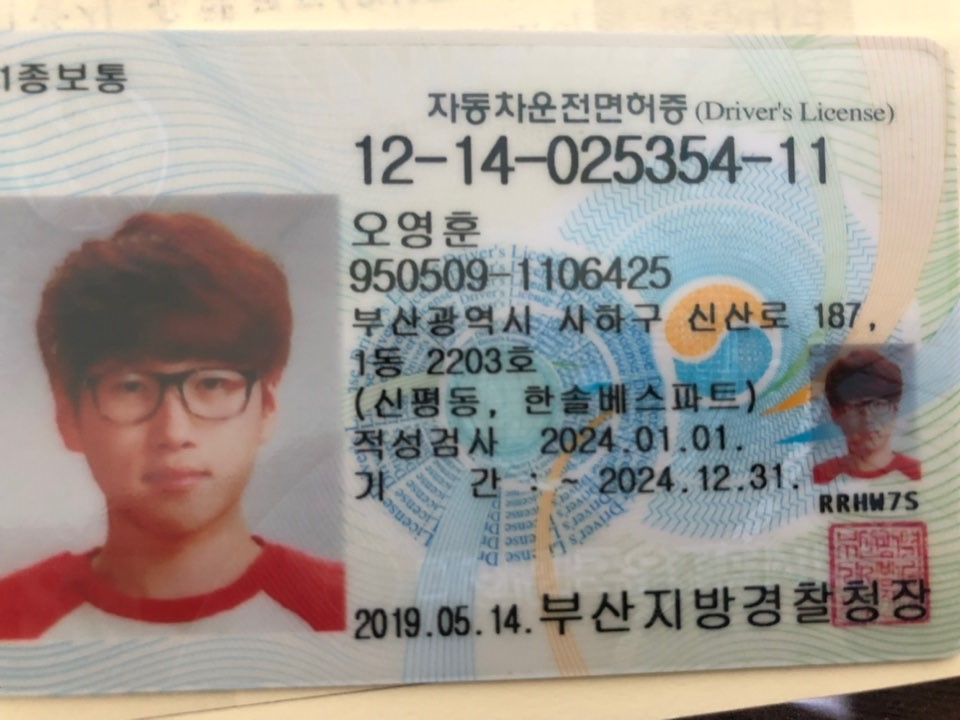 1종보통
자동차운전면허증 (Driver's License)
12-14-025354-11
오영훈
950509-1106425
부산광역시 사하구 신산로 187,
1동 2203호
(신평동, 한솔베스파트)
적성검사 2024.01.01.
기 간 : ~ 2024.12.31.
RRHW7S
2019.05.14. 부산지방경찰청장